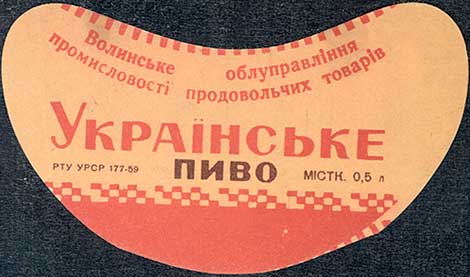 Волинське облуправління
промисловості продовольчих товарів
УКРАЇНСЬКЕ
ПИВО
РТУ УРСР 177-59 МІСТК. 0,5 л